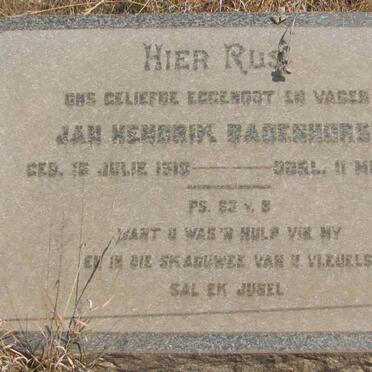 HIER RUS
ONS GELIEFDE EGGENOOT EN VADER
JAN HENDRIK BADENHORS
GEB. 16 JULIE 1918 — OORL. 11 M
PS. 63 V. 8
WANT U WAS 'N HULP VIR MY
EN IN DIE SKADUWEE VAN U VLEUELS
SAL EK JUBEL